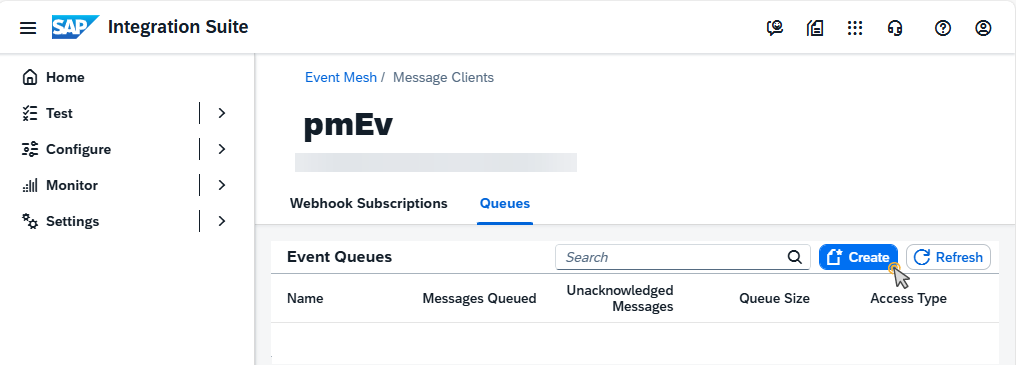 SAP Integration Suite
Home
Test
Configure
Monitor
Settings
Event Mesh / Message Clients
pmEv
Webhook Subscriptions Queues
Event Queues Search Create Refresh
Name Messages Queued Unacknowledged Messages Queue Size Access Type